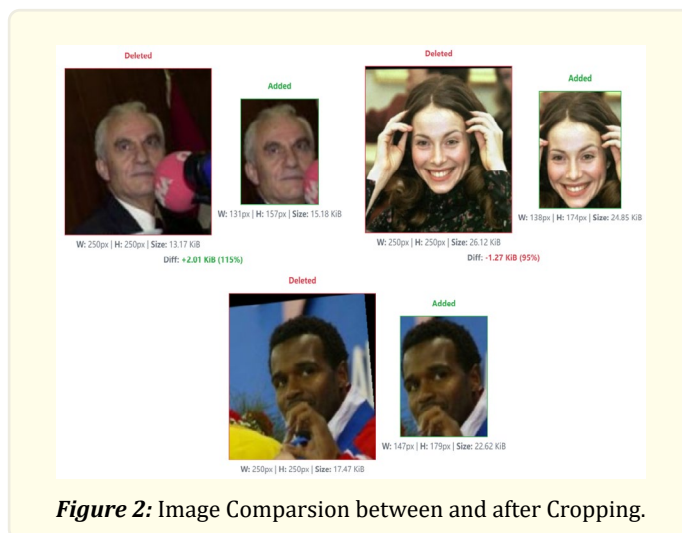 Deleted
Added
W: 250px | H: 250px | Size: 13.17 KiB
W: 131px | H: 157px | Size: 15.18 KiB
Diff: +2.01 KiB (115%)
Deleted
Added
W: 250px | H: 250px | Size: 26.12 KiB
W: 138px | H: 174px | Size: 24.85 KiB
Diff: -1.27 KiB (95%)
Deleted
Added
W: 250px | H: 250px | Size: 17.47 KiB
W: 147px | H: 179px | Size: 22.62 KiB
Figure 2: Image Comparsion between and after Cropping.